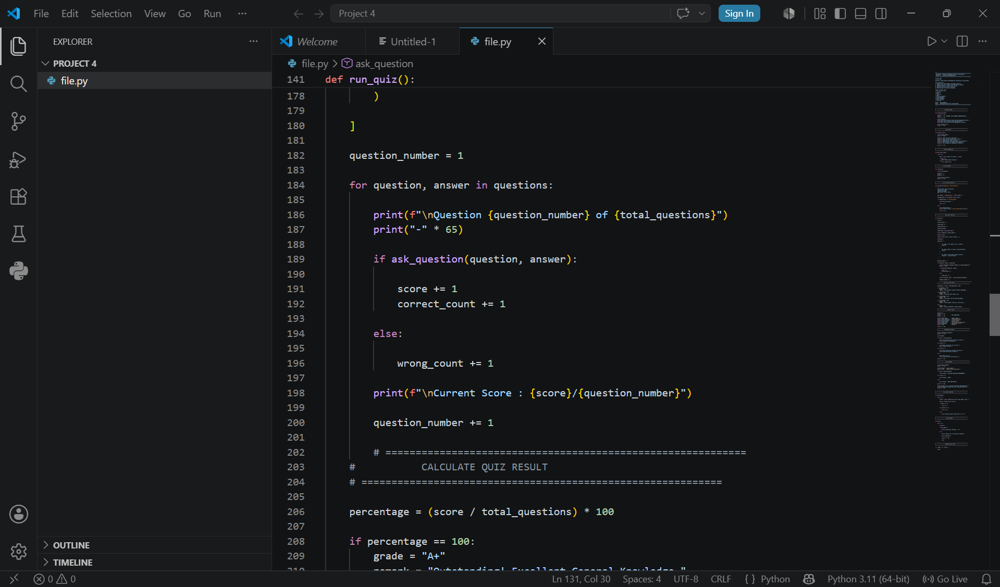 File Edit Selection View Go Run ··· Project 4 Sign In
EXPLORER ···
PROJECT 4
file.py
OUTLINE
TIMELINE
Welcome Untitled-1 file.py
file.py > ask_question
141 def run_quiz():
178 )
179
180 ]
181
182 question_number = 1
183
184 for question, answer in questions:
185
186 print(f"\nQuestion {question_number} of {total_questions}")
187 print("-" * 65)
188
189 if ask_question(question, answer):
190
191 score += 1
192 correct_count += 1
193
194 else:
195
196 wrong_count += 1
197
198 print(f"\nCurrent Score : {score}/{question_number}")
199
200 question_number += 1
201
202 # ============================================================
203 # CALCULATE QUIZ RESULT
204 # ============================================================
205
206 percentage = (score / total_questions) * 100
207
208 if percentage == 100:
209 grade = "A+"
210 remark = "Outstanding! Excellent General Knowledge."
0 0 Ln 131, Col 30 Spaces: 4 UTF-8 CRLF { } Python Python 3.11 (64-bit) Go Live